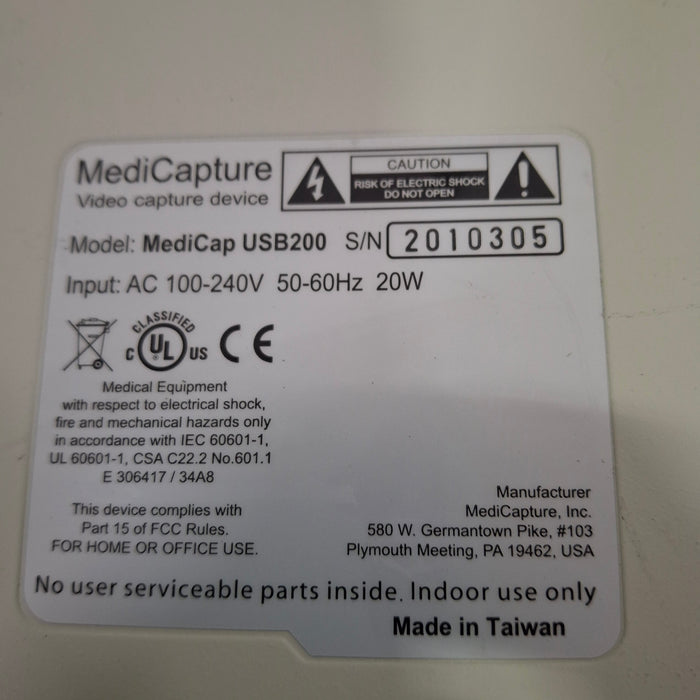 MediCapture
Video capture device
CAUTION
RISK OF ELECTRIC SHOCK
DO NOT OPEN
Model: MediCap USB200 S/N 2010305
Input: AC 100-240V 50-60Hz 20W
CLASSIFIED
C UL US CE
Medical Equipment
with respect to electrical shock,
fire and mechanical hazards only
in accordance with IEC 60601-1,
UL 60601-1, CSA C22.2 No.601.1
E 306417 / 34A8
This device complies with
Part 15 of FCC Rules.
FOR HOME OR OFFICE USE.
Manufacturer
MediCapture, Inc.
580 W. Germantown Pike, #103
Plymouth Meeting, PA 19462, USA
No user serviceable parts inside. Indoor use only
Made in Taiwan